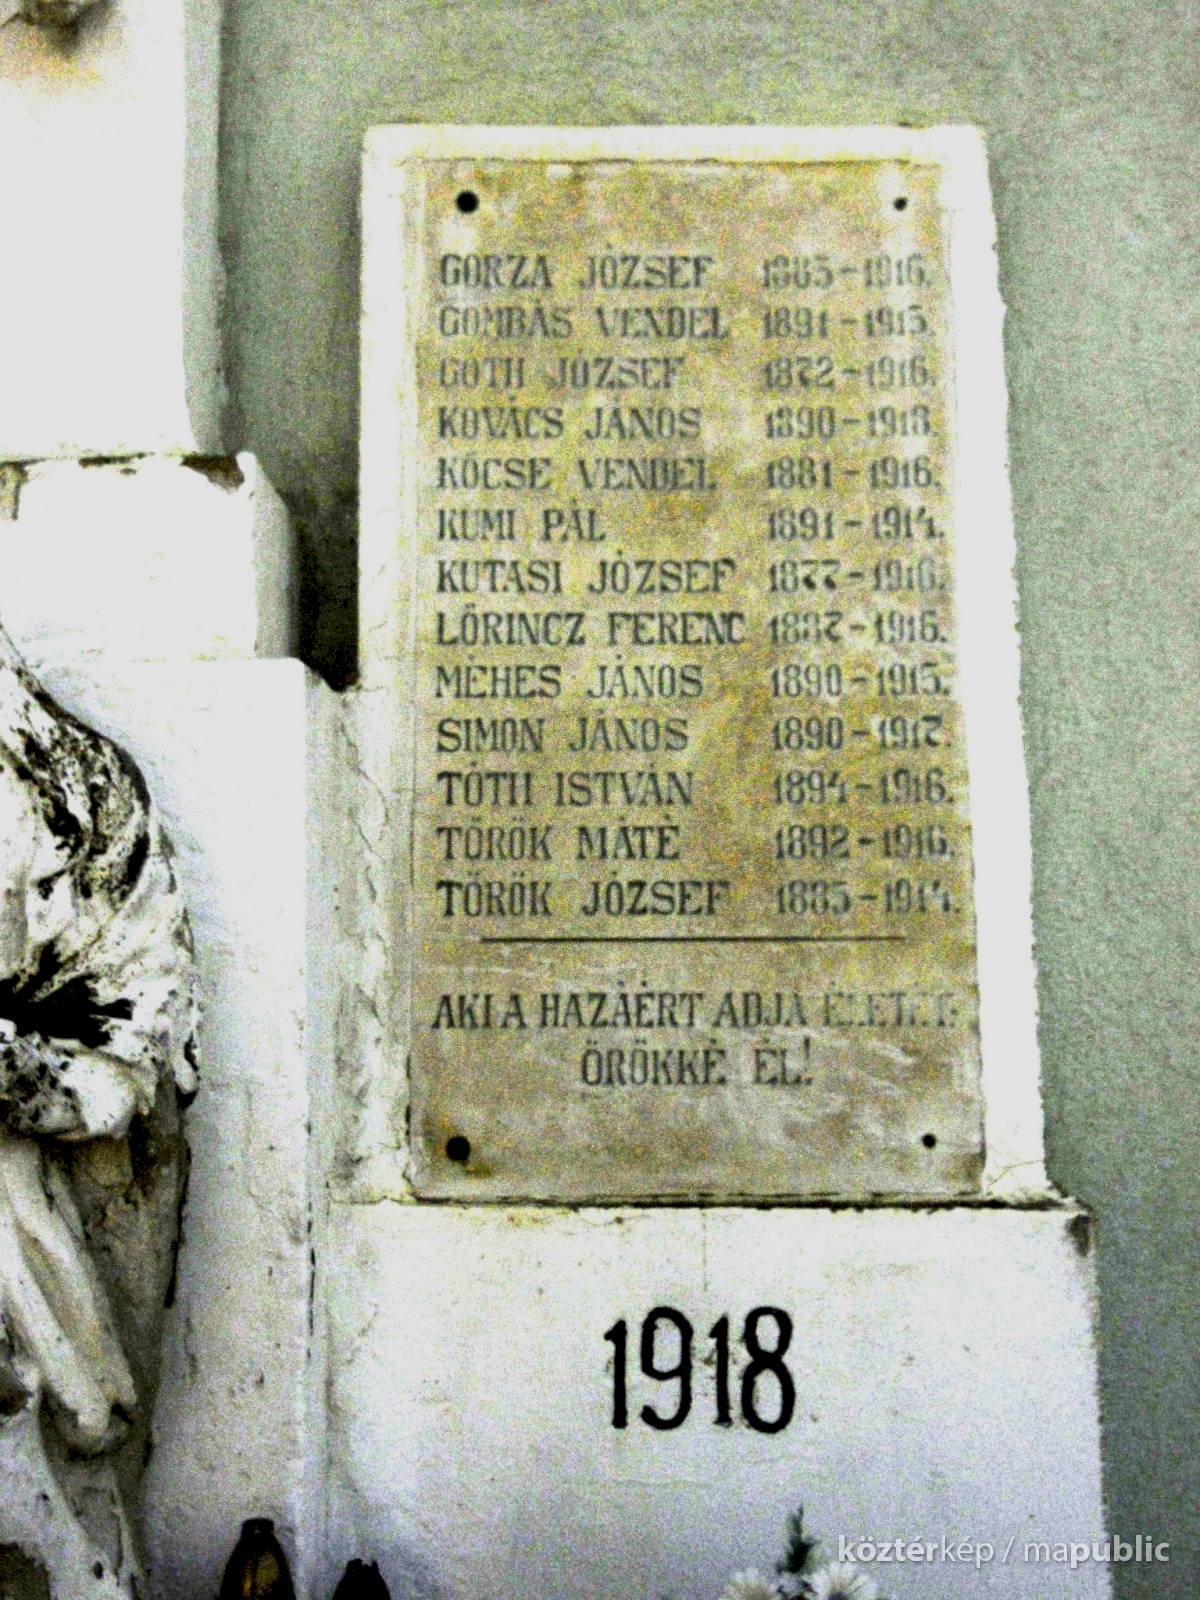 GORZA JÓZSEF 1885-1916.
GOMBÁS VENDEL 1891-1915.
GÓTH JÓZSEF 1872-1916.
KOVÁCS JÁNOS 1890-1918.
KŐCSE VENDEL 1881-1916.
KUMI PÁL 1891-1914.
KUTASI JÓZSEF 1877-1916.
LŐRINCZ FERENC 1887-1916.
MÉHES JÁNOS 1890-1915.
SIMON JÁNOS 1890-1917.
TÓTH ISTVÁN 1894-1916.
TÖRÖK MÁTÉ 1892-1916.
TÖRÖK JÓZSEF 1885-1914.
AKI A HAZÁÉRT ADJA ÉLETÉT:
ÖRÖKKÉ ÉL!
1918
köztérkép / mapublic